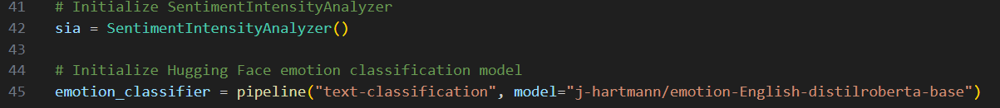 41 # Initialize SentimentIntensityAnalyzer
42 sia = SentimentIntensityAnalyzer()
43
44 # Initialize Hugging Face emotion classification model
45 emotion_classifier = pipeline("text-classification", model="j-hartmann/emotion-English-distilroberta-base")